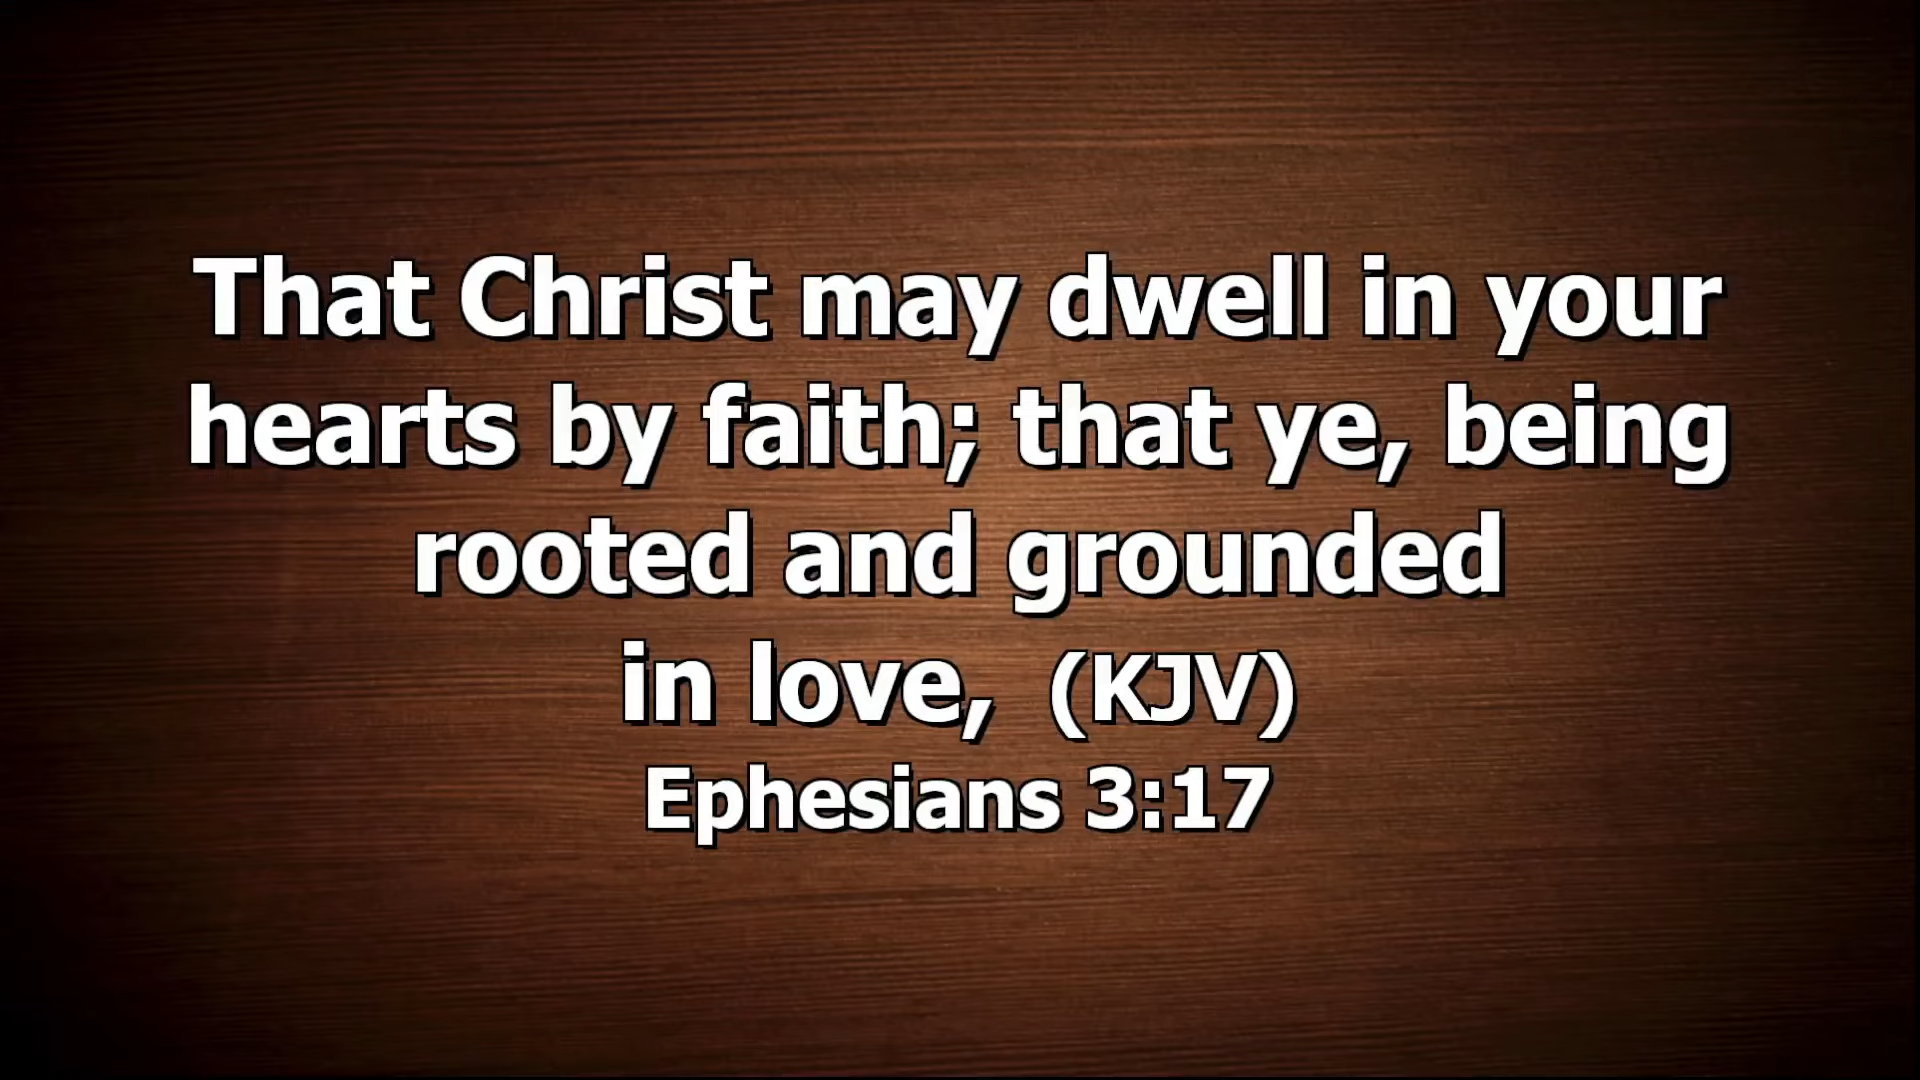 That Christ may dwell in your
hearts by faith; that ye, being
rooted and grounded
in love, (KJV)
Ephesians 3:17